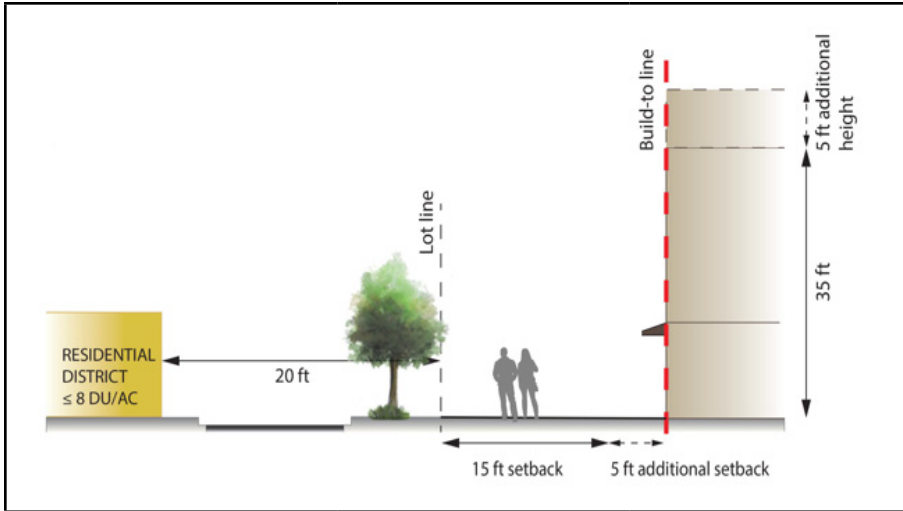 Build-to line
5 ft additional
height
Lot line
35 ft
RESIDENTIAL
DISTRICT
≤ 8 DU/AC
20 ft
15 ft setback
5 ft additional setback